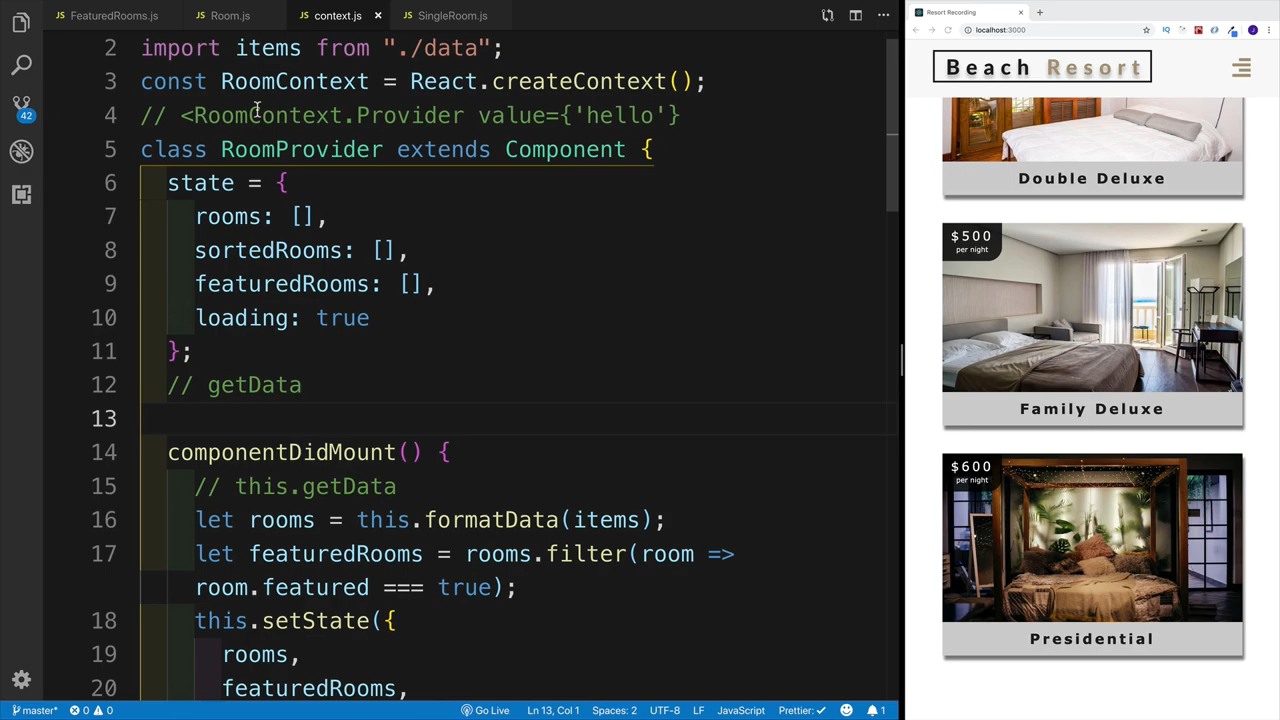 FeaturedRooms.js
Room.js
context.js
SingleRoom.js
2 import items from "./data";
3 const RoomContext = React.createContext();
4 // <RoomContext.Provider value={'hello'}
5 class RoomProvider extends Component {
6 state = {
7 rooms: [],
8 sortedRooms: [],
9 featuredRooms: [],
10 loading: true
11 };
12 // getData
13
14 componentDidMount() {
15 // this.getData
16 let rooms = this.formatData(items);
17 let featuredRooms = rooms.filter(room =>
room.featured === true);
18 this.setState({
19 rooms,
20 featuredRooms,
42
master* 0 0 Go Live Ln 13, Col 1 Spaces: 2 UTF-8 LF JavaScript Prettier: 1
Resort Recording
localhost:3000
IQ
J
Beach Resort
Double Deluxe
$500
per night
Family Deluxe
$600
per night
Presidential